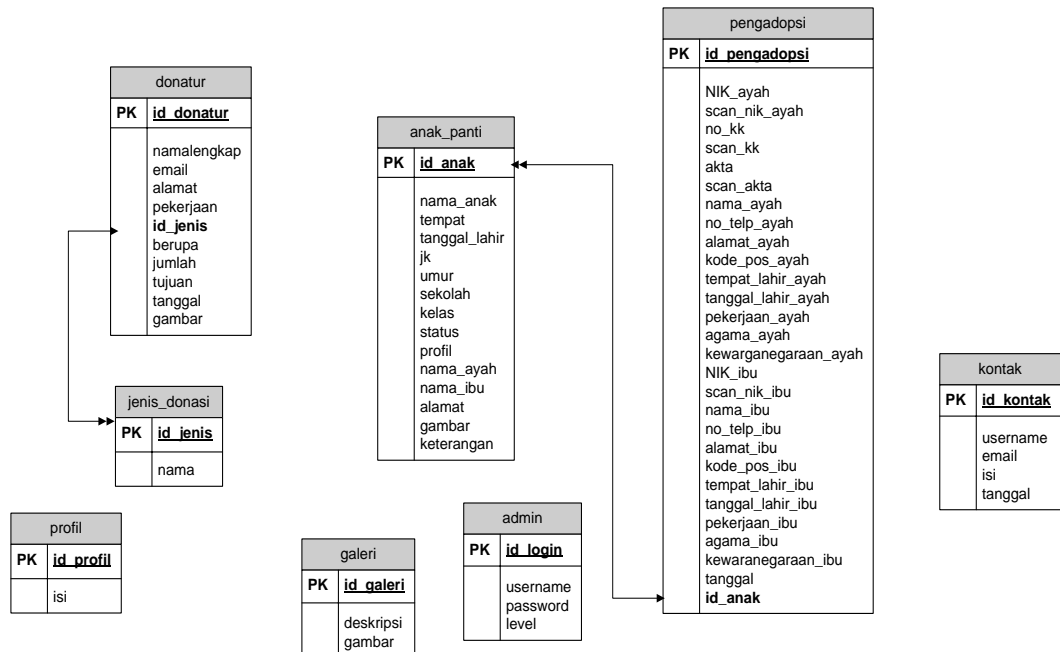 donatur
PK id_donatur
namalengkap
email
alamat
pekerjaan
id_jenis
berupa
jumlah
tujuan
tanggal
gambar
jenis_donasi
PK id_jenis
nama
profil
PK id_profil
isi
anak_panti
PK id_anak
nama_anak
tempat
tanggal_lahir
jk
umur
sekolah
kelas
status
profil
nama_ayah
nama_ibu
alamat
gambar
keterangan
galeri
PK id_galeri
deskripsi
gambar
admin
PK id_login
username
password
level
pengadopsi
PK id_pengadopsi
NIK_ayah
scan_nik_ayah
no_kk
scan_kk
akta
scan_akta
nama_ayah
no_telp_ayah
alamat_ayah
kode_pos_ayah
tempat_lahir_ayah
tanggal_lahir_ayah
pekerjaan_ayah
agama_ayah
kewarganegaraan_ayah
NIK_ibu
scan_nik_ibu
nama_ibu
no_telp_ibu
alamat_ibu
kode_pos_ibu
tempat_lahir_ibu
tanggal_lahir_ibu
pekerjaan_ibu
agama_ibu
kewaranegaraan_ibu
tanggal
id_anak
kontak
PK id_kontak
username
email
isi
tanggal